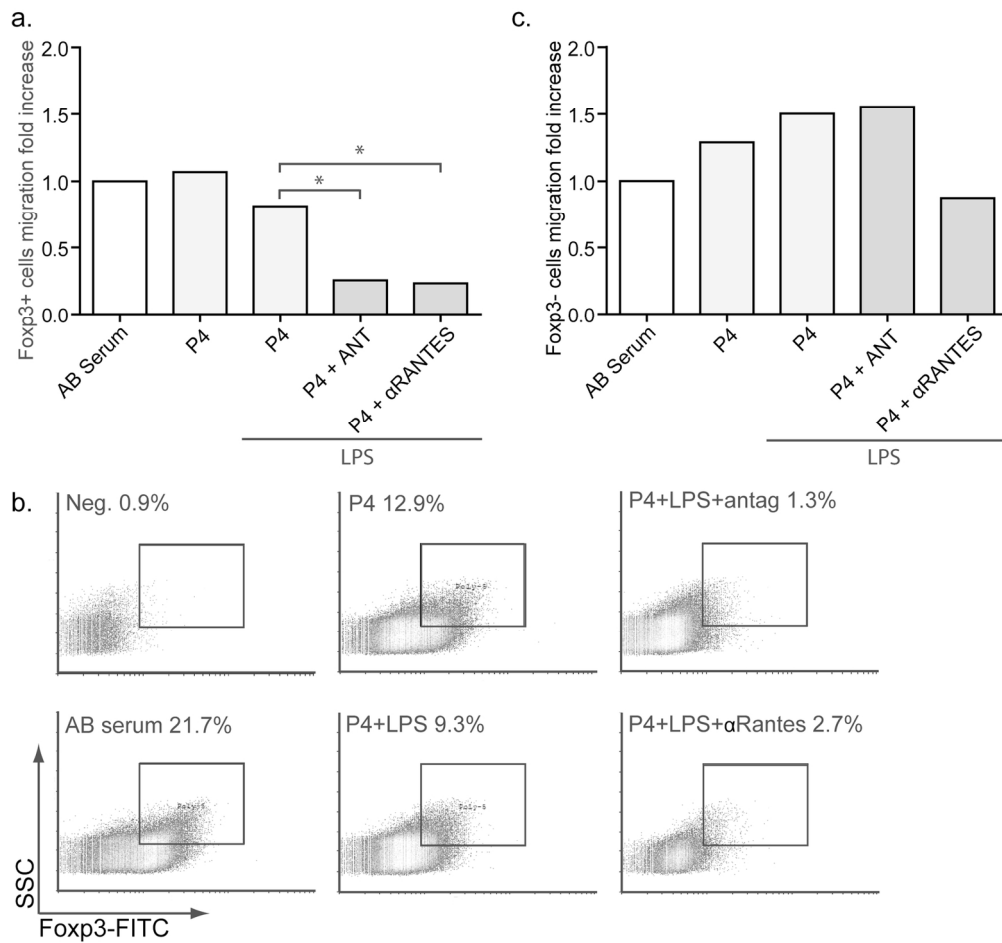 a.
Foxp3+ cells migration fold increase
2.0
1.5
1.0
0.5
0.0
*
*
AB Serum
P4
P4
P4 + ANT
P4 + αRANTES
LPS
c.
Foxp3- cells migration fold increase
2.0
1.5
1.0
0.5
0.0
AB Serum
P4
P4
P4 + ANT
P4 + αRANTES
LPS
b.
Neg. 0.9%
P4 12.9%
Poly-6
P4+LPS+antag 1.3%
AB serum 21.7%
P4+LPS 9.3%
P4+LPS+αRantes 2.7%
SSC
Foxp3-FITC